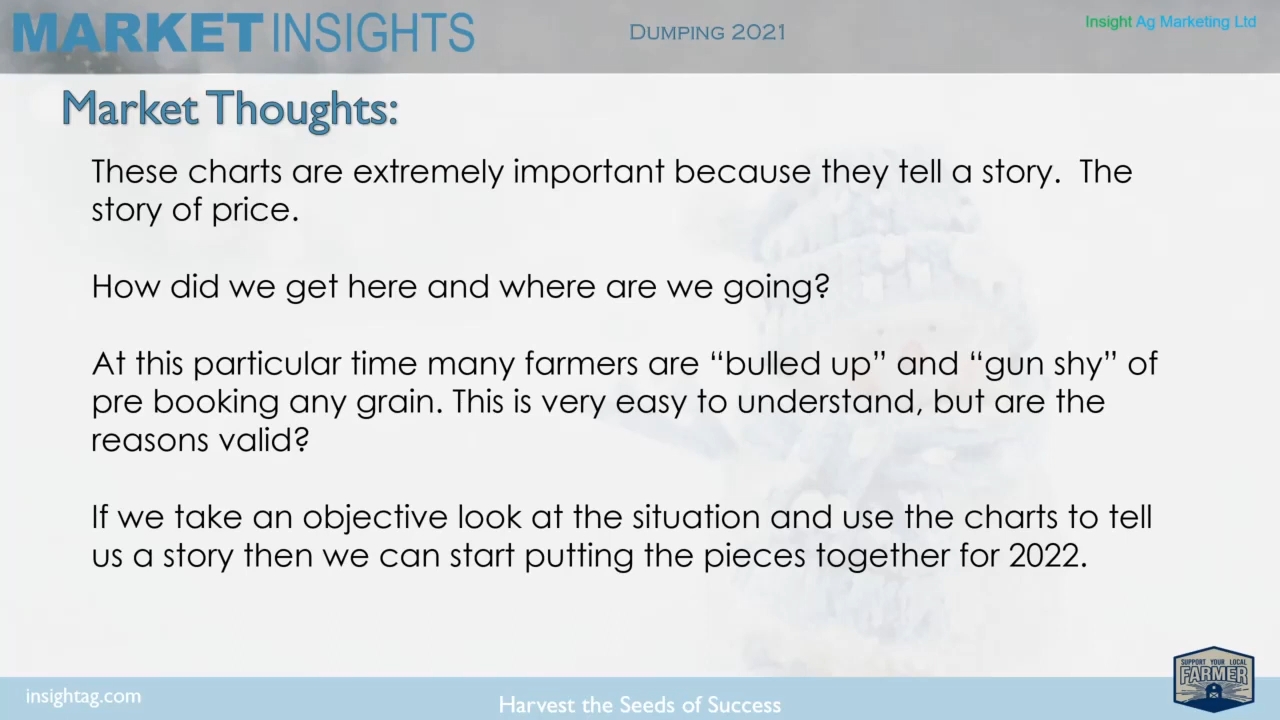 MARKET INSIGHTS
DUMPING 2021
Insight Ag Marketing Ltd
Market Thoughts:
These charts are extremely important because they tell a story.  The
story of price.
How did we get here and where are we going?
At this particular time many farmers are “bulled up” and “gun shy” of
pre booking any grain. This is very easy to understand, but are the
reasons valid?
If we take an objective look at the situation and use the charts to tell
us a story then we can start putting the pieces together for 2022.
SUPPORT YOUR LOCAL
FARMER
insightag.com
Harvest the Seeds of Success